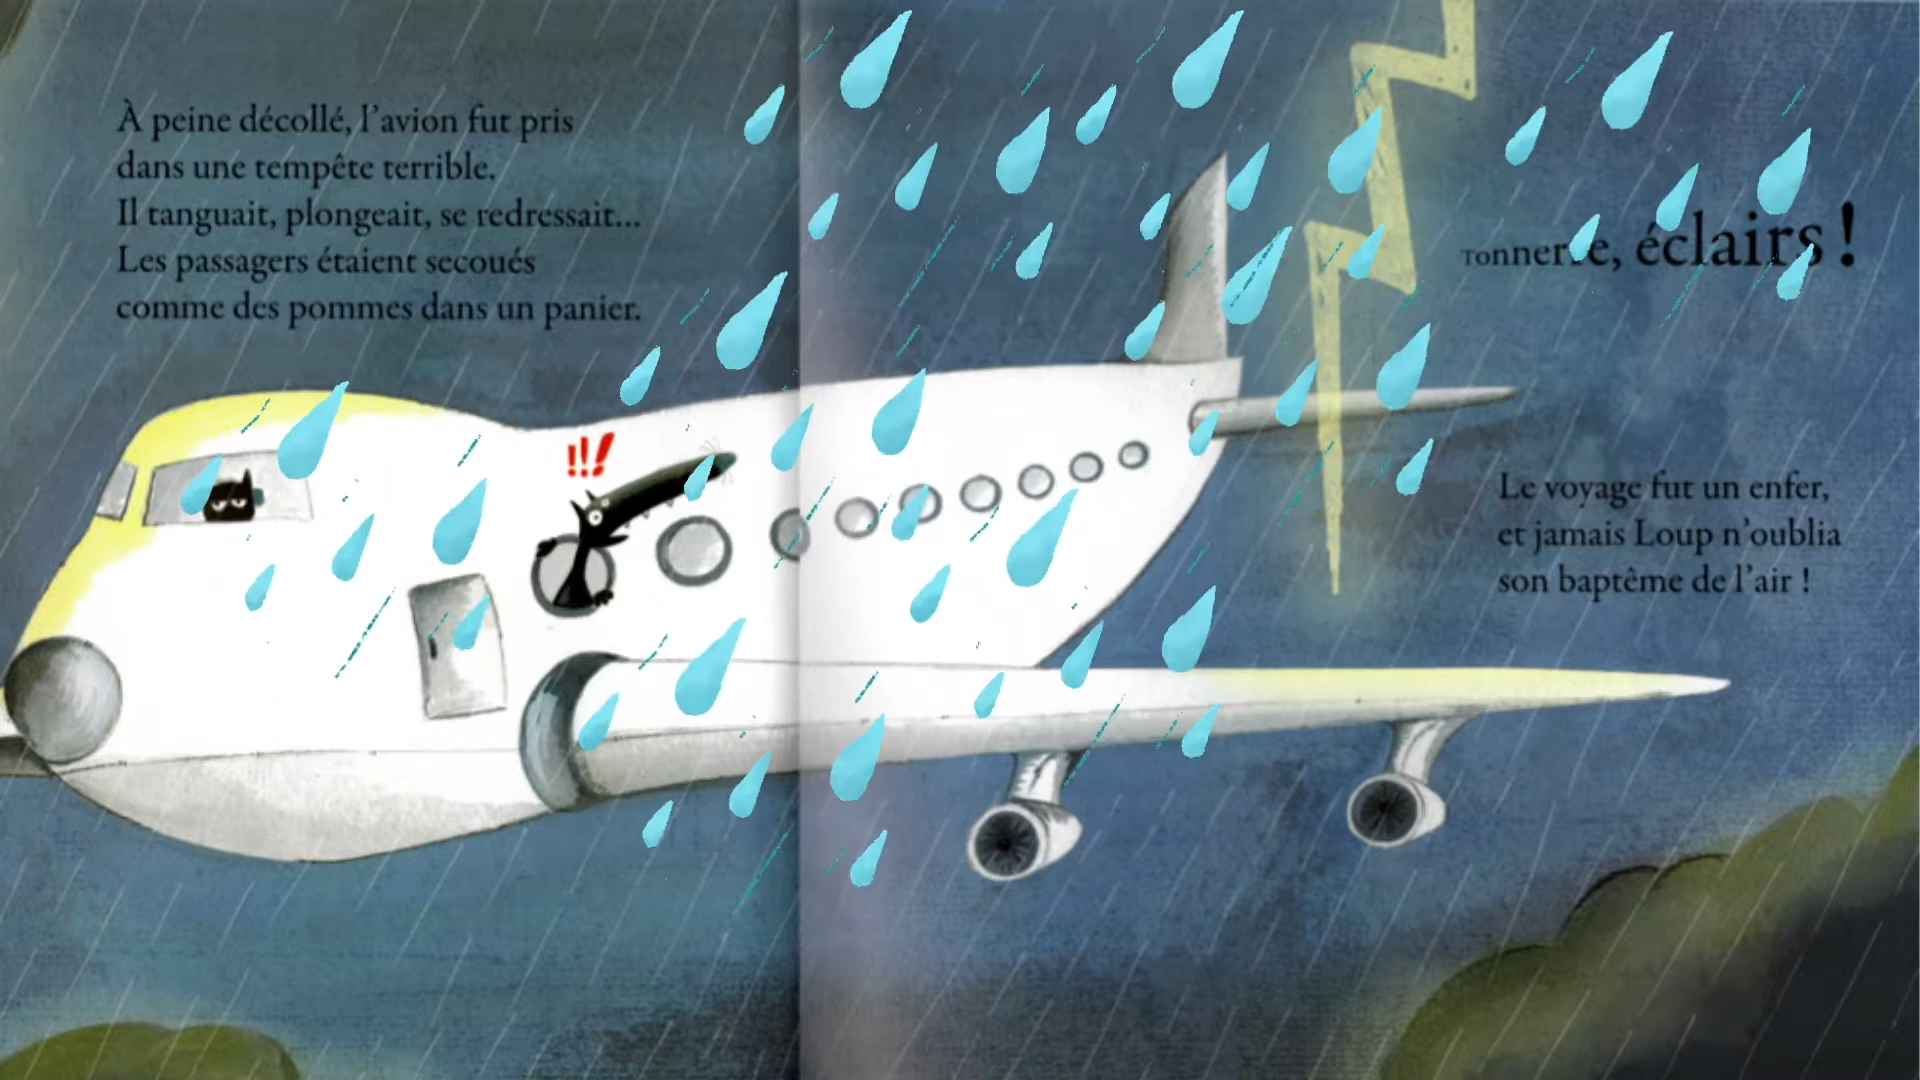 À peine décollé, l'avion fut pris
dans une tempête terrible.
Il tanguait, plongeait, se redressait...
Les passagers étaient secoués
comme des pommes dans un panier.
!!!
Tonnerre, éclairs !
Le voyage fut un enfer,
et jamais Loup n'oublia
son baptême de l'air !